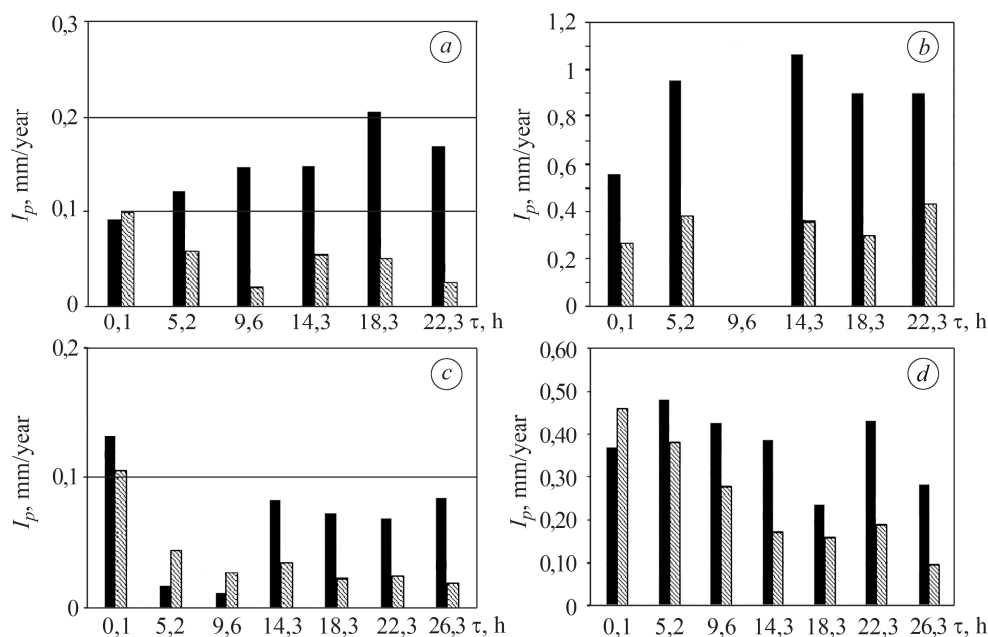 a
I_p, mm/year
0,3
0,2
0,1
0
0,1 5,2 9,6 14,3 18,3 22,3 τ, h
b
I_p, mm/year
1,2
1
0,8
0,6
0,4
0,2
0
0,1 5,2 9,6 14,3 18,3 22,3 τ, h
c
I_p, mm/year
0,2
0,1
0
0,1 5,2 9,6 14,3 18,3 22,3 26,3 τ, h
d
I_p, mm/year
0,60
0,50
0,40
0,30
0,20
0,10
0
0,1 5,2 9,6 14,3 18,3 22,3 26,3 τ, h